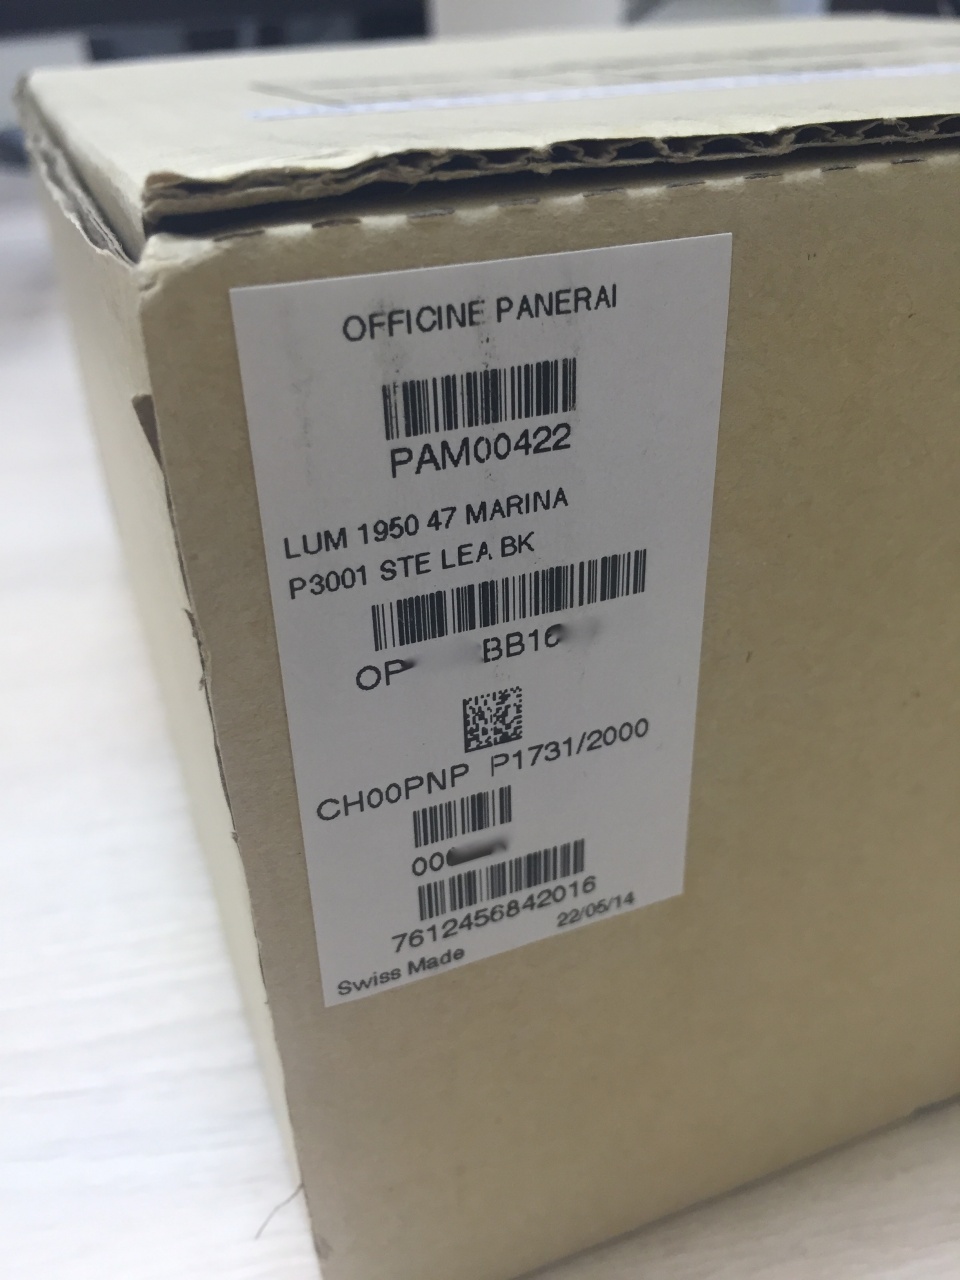 OFFICINE PANERAI
PAM00422
LUM 1950 47 MARINA
P3001 STE LEA BK
OP BB16
CH00PNP P1731/2000
00
7612456842016
Swiss Made 22/05/14